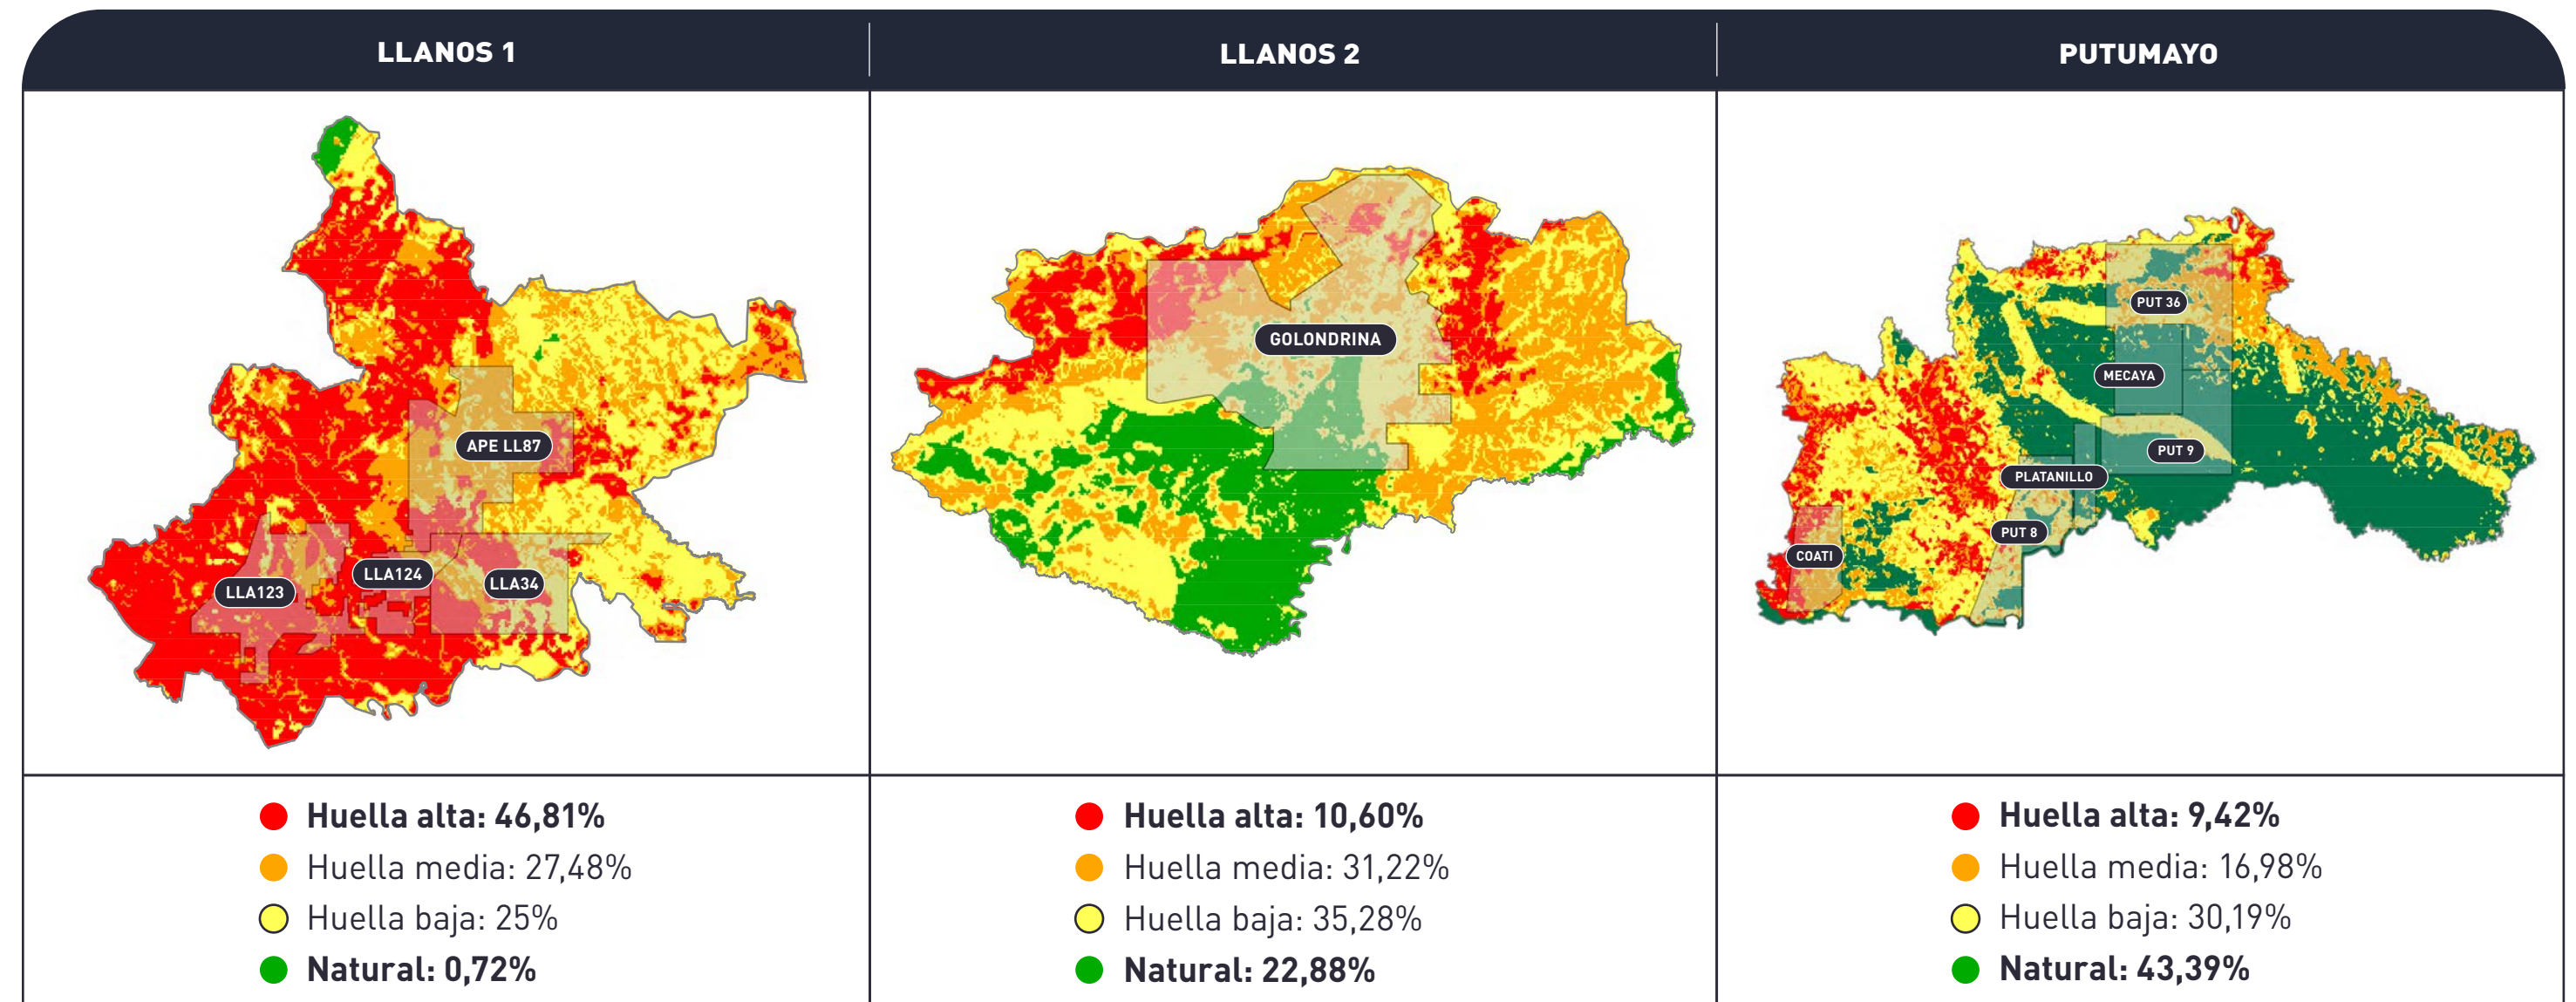 LLANOS 1
LLANOS 2
PUTUMAYO
APE LL87
LLA123
LLA124
LLA34
GOLONDRINA
PUT 36
MECAYA
PUT 9
PLATANILLO
PUT 8
COATI
Huella alta: 46,81%
Huella media: 27,48%
Huella baja: 25%
Natural: 0,72%
Huella alta: 10,60%
Huella media: 31,22%
Huella baja: 35,28%
Natural: 22,88%
Huella alta: 9,42%
Huella media: 16,98%
Huella baja: 30,19%
Natural: 43,39%